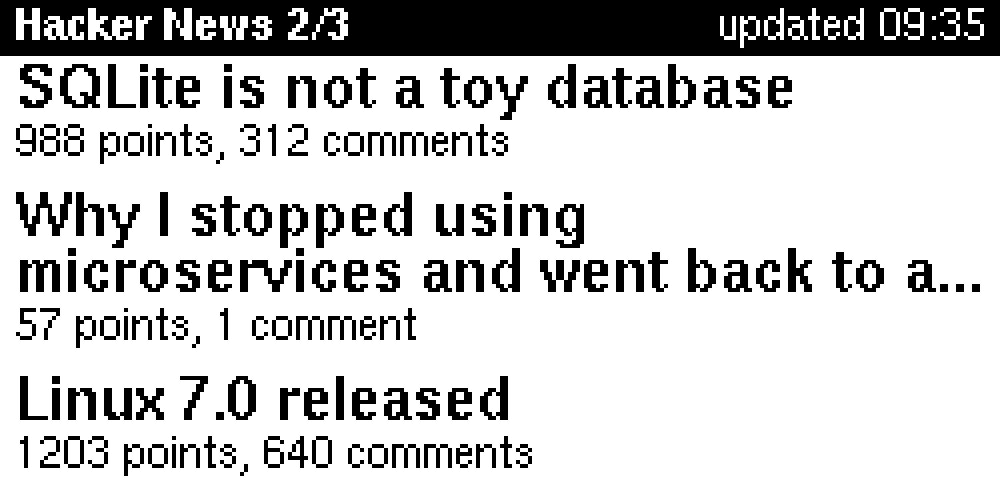 Hacker News 2/3 updated 09:35
SQLite is not a toy database
988 points, 312 comments
Why I stopped using
microservices and went back to a...
57 points, 1 comment
Linux 7.0 released
1203 points, 640 comments